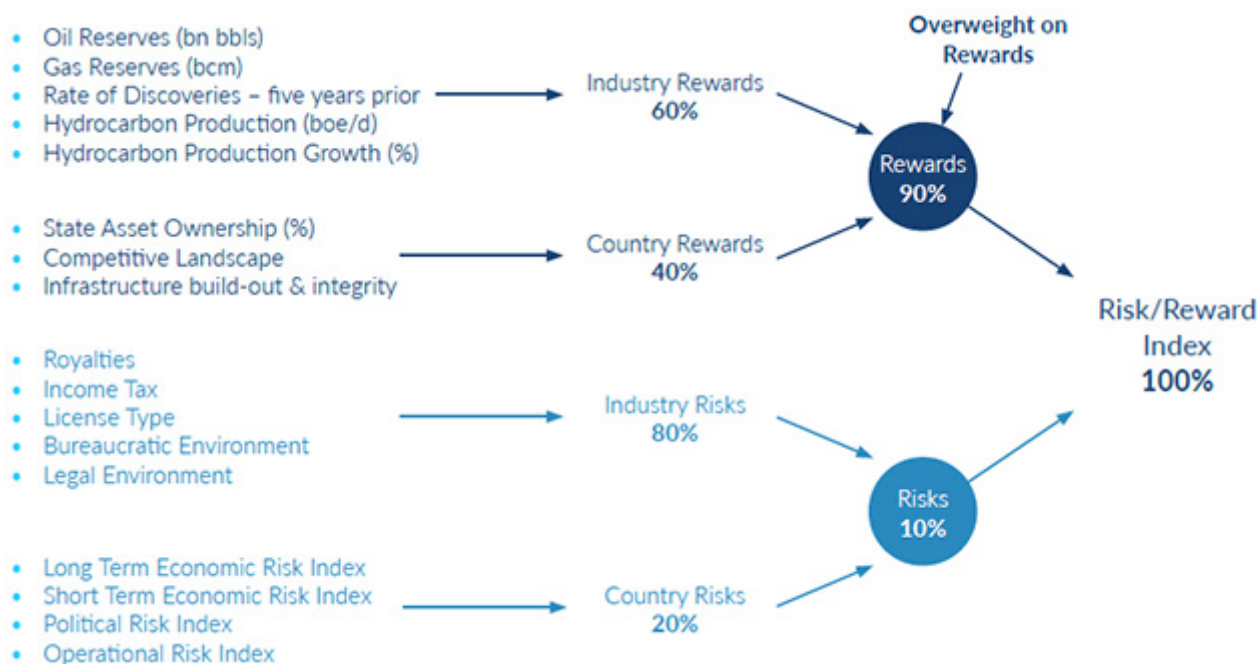 Overweight on
Rewards
• Oil Reserves (bn bbls)
• Gas Reserves (bcm)
• Rate of Discoveries – five years prior
• Hydrocarbon Production (boe/d)
• Hydrocarbon Production Growth (%)
Industry Rewards
60%
Rewards
90%
• State Asset Ownership (%)
• Competitive Landscape
• Infrastructure build-out & integrity
Country Rewards
40%
Risk/Reward
Index
100%
• Royalties
• Income Tax
• License Type
• Bureaucratic Environment
• Legal Environment
Industry Risks
80%
Risks
10%
• Long Term Economic Risk Index
• Short Term Economic Risk Index
• Political Risk Index
• Operational Risk Index
Country Risks
20%